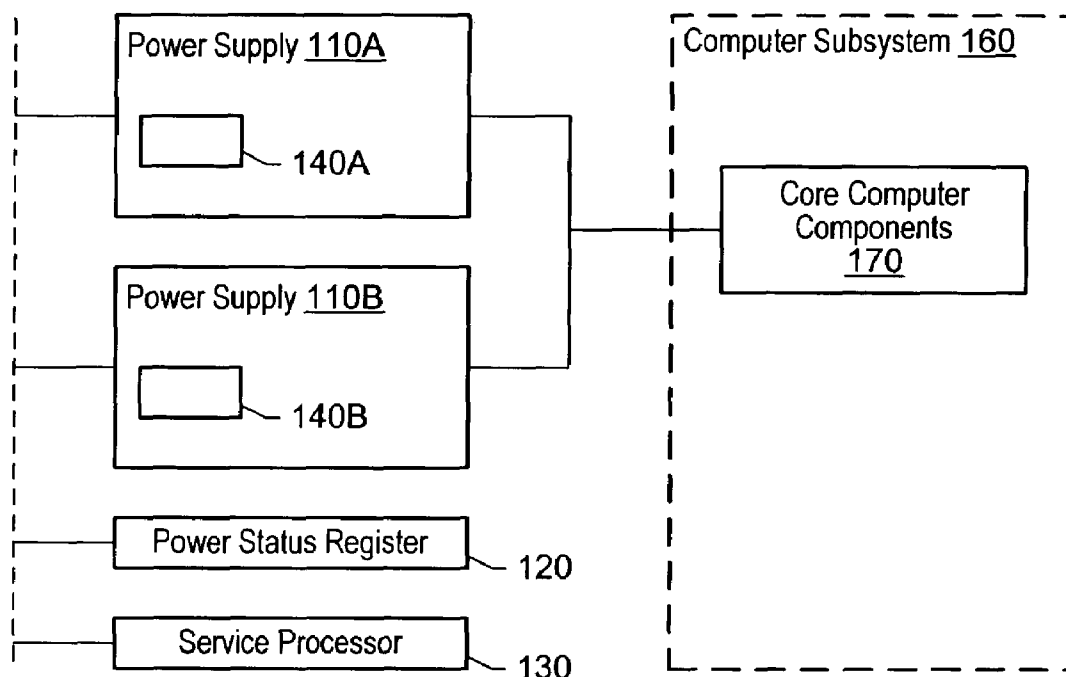 Power Supply 110A
140A
Power Supply 110B
140B
Power Status Register
120
Service Processor
130
Computer Subsystem 160
Core Computer
Components
170